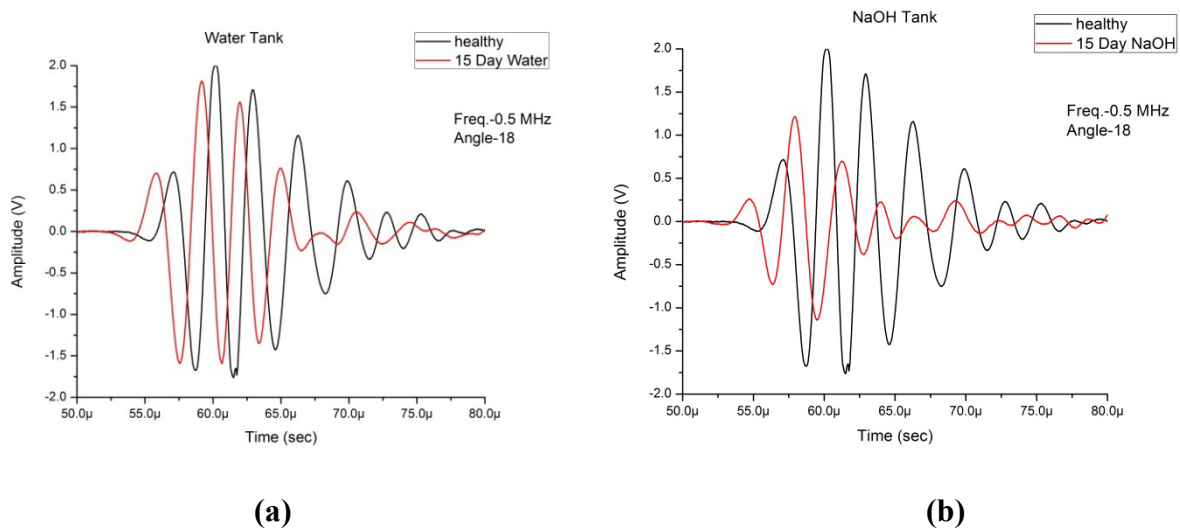 Water Tank
healthy
15 Day Water
Freq.-0.5 MHz
Angle-18
Amplitude (V)
2.0
1.5
1.0
0.5
0.0
-0.5
-1.0
-1.5
-2.0
50.0µ 55.0µ 60.0µ 65.0µ 70.0µ 75.0µ 80.0µ
Time (sec)
(a)
NaOH Tank
healthy
15 Day NaOH
Freq.-0.5 MHz
Angle-18
Amplitude (V)
2.0
1.5
1.0
0.5
0.0
-0.5
-1.0
-1.5
-2.0
50.0µ 55.0µ 60.0µ 65.0µ 70.0µ 75.0µ 80.0µ
Time (sec)
(b)